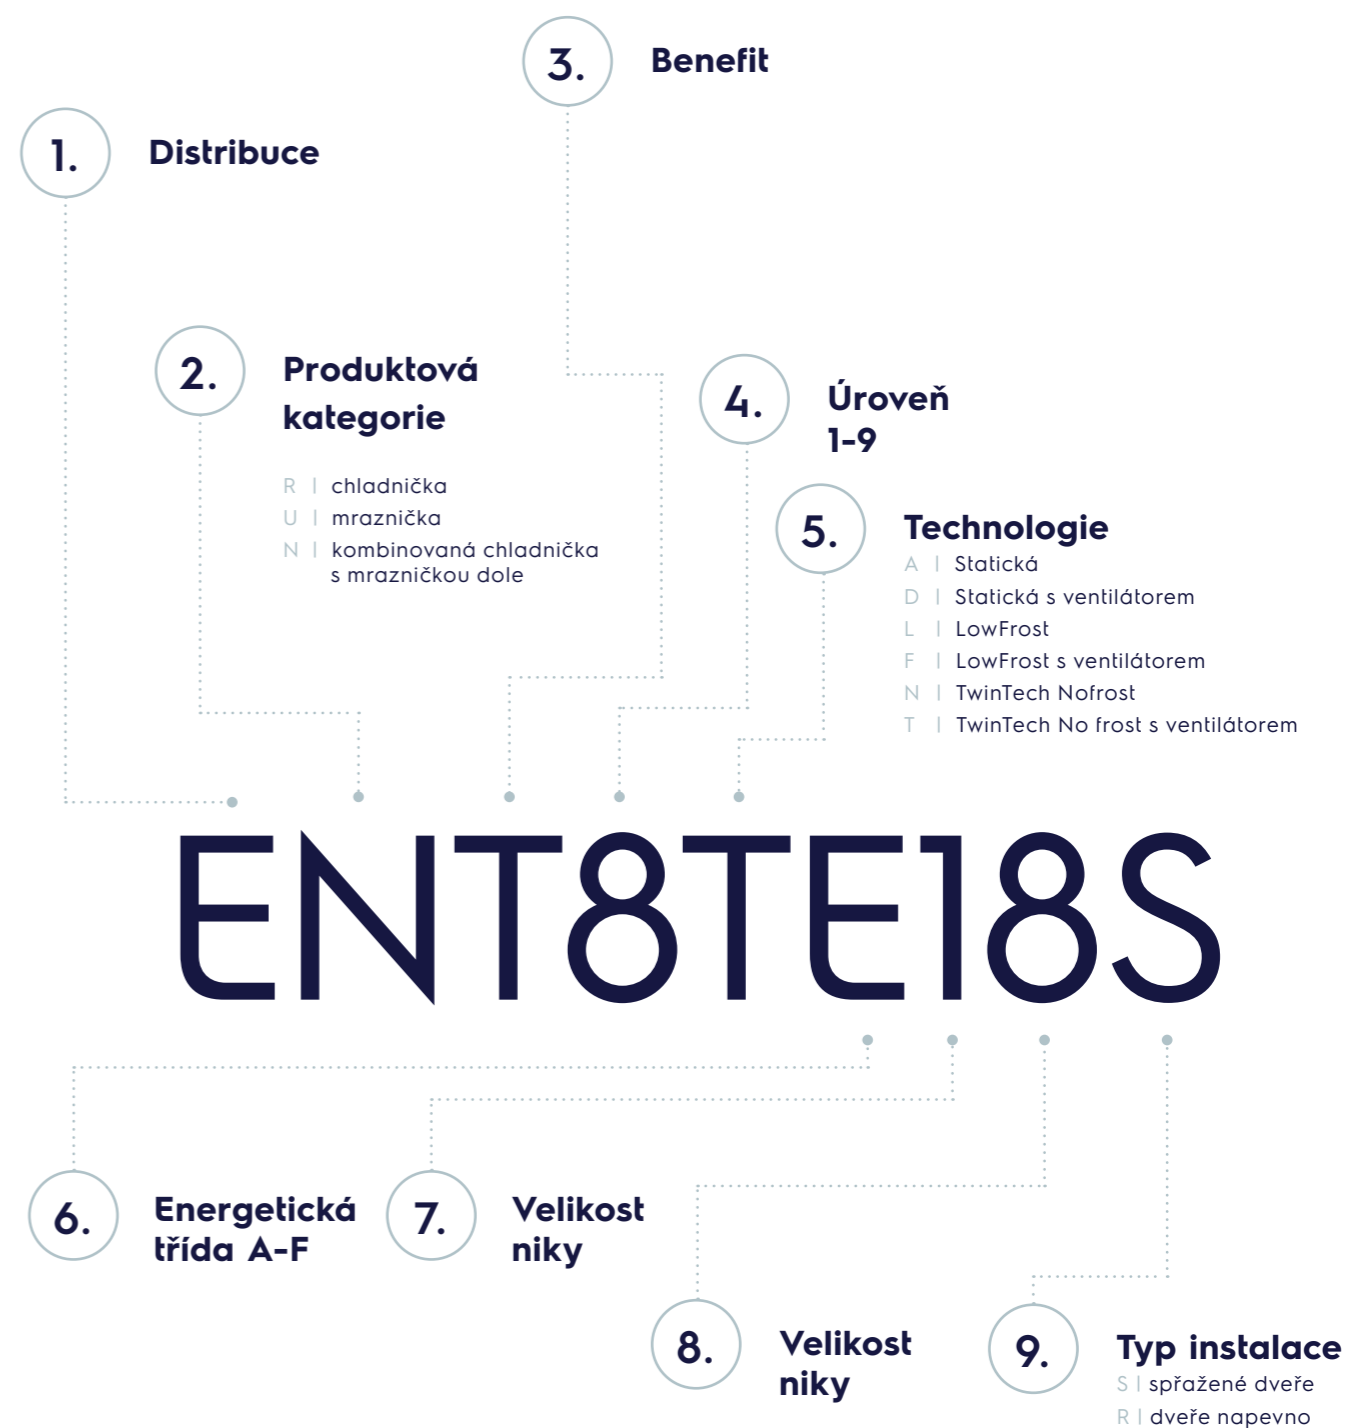 3. Benefit
1. Distribuce
2. Produktová
kategorie
R | chladnička
U | mraznička
N | kombinovaná chladnička
s mrazničkou dole
4. Úroveň
1-9
5. Technologie
A | Statická
D | Statická s ventilátorem
L | LowFrost
F | LowFrost s ventilátorem
N | TwinTech Nofrost
T | TwinTech No frost s ventilátorem
ENT8TE18S
6. Energetická
třída A-F
7. Velikost
niky
8. Velikost
niky
9. Typ instalace
S | spřažené dveře
R | dveře napevno